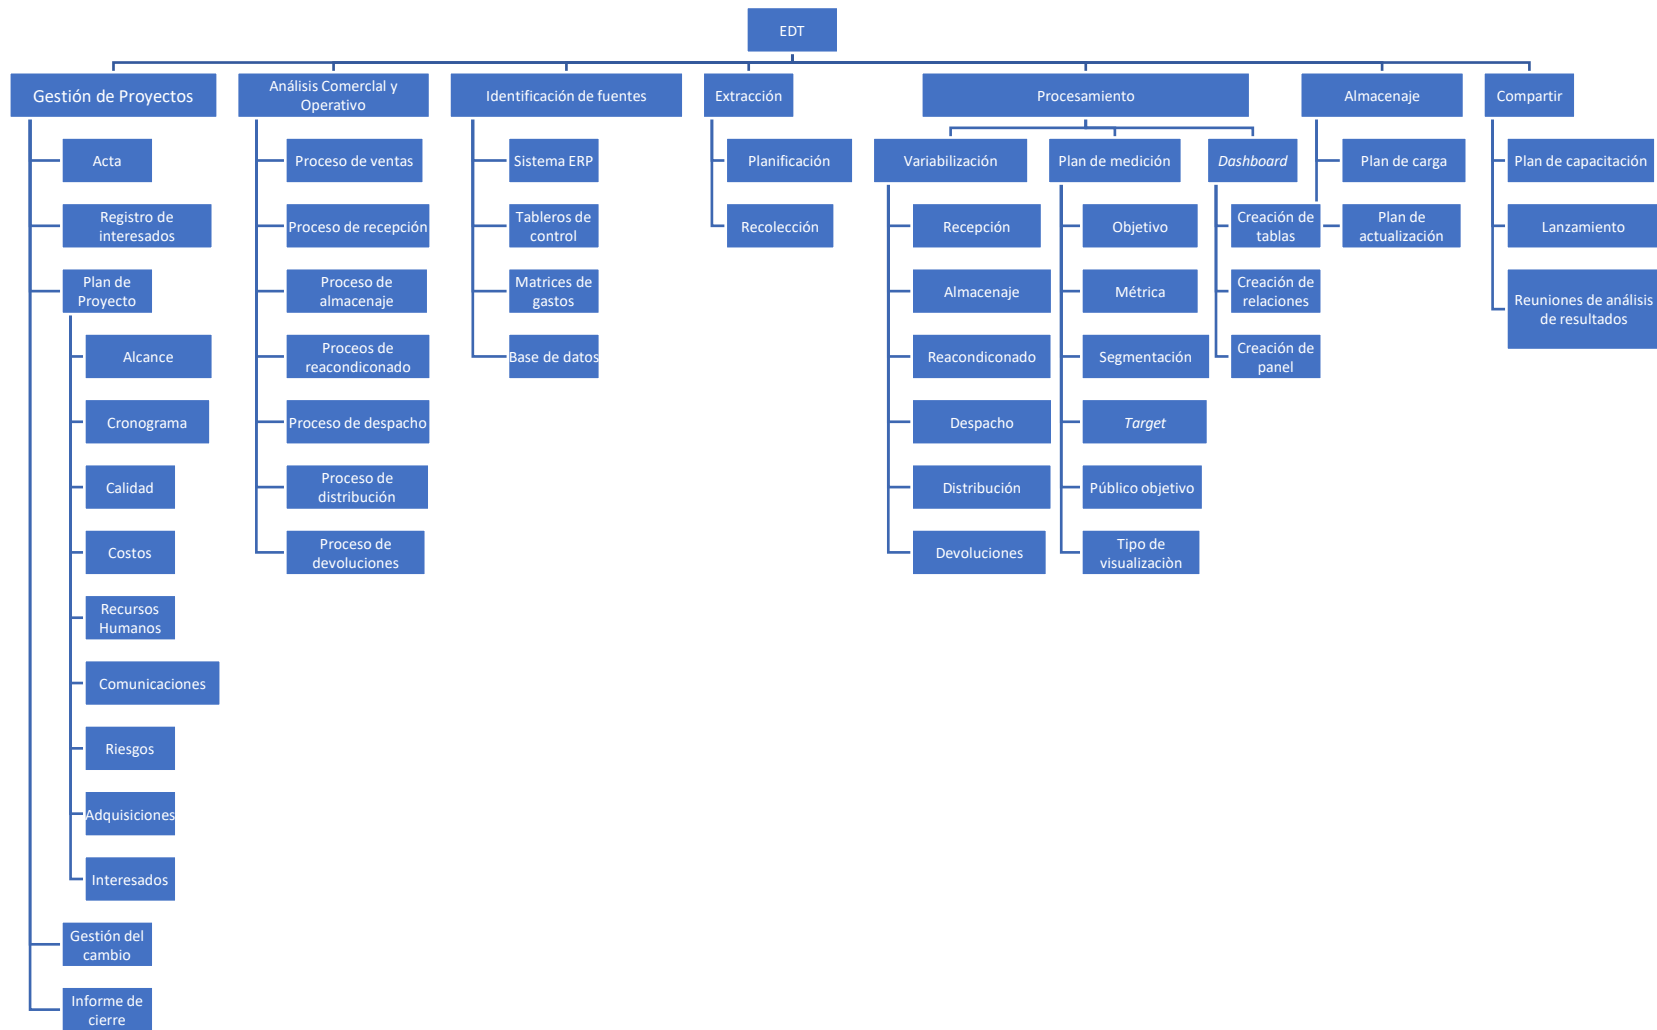 EDT
Gestión de Proyectos
Acta
Registro de
interesados
Plan de
Proyecto
Alcance
Cronograma
Calidad
Costos
Recursos
Humanos
Comunicaciones
Riesgos
Adquisiciones
Interesados
Gestión del
cambio
Informe de
cierre
Análisis Comercial y
Operativo
Proceso de ventas
Proceso de recepción
Proceso de
almacenaje
Proceos de
reacondiconado
Proceso de despacho
Proceso de
distribución
Proceso de
devoluciones
Identificación de fuentes
Sistema ERP
Tableros de
control
Matrices de
gastos
Base de datos
Extracción
Planificación
Recolección
Procesamiento
Variabilización
Recepción
Almacenaje
Reacondiconado
Despacho
Distribución
Devoluciones
Plan de medición
Objetivo
Métrica
Segmentación
Target
Público objetivo
Tipo de
visualizaciòn
Dashboard
Creación de
tablas
Creación de
relaciones
Creación de
panel
Almacenaje
Plan de carga
Plan de
actualización
Compartir
Plan de capacitación
Lanzamiento
Reuniones de análisis
de resultados